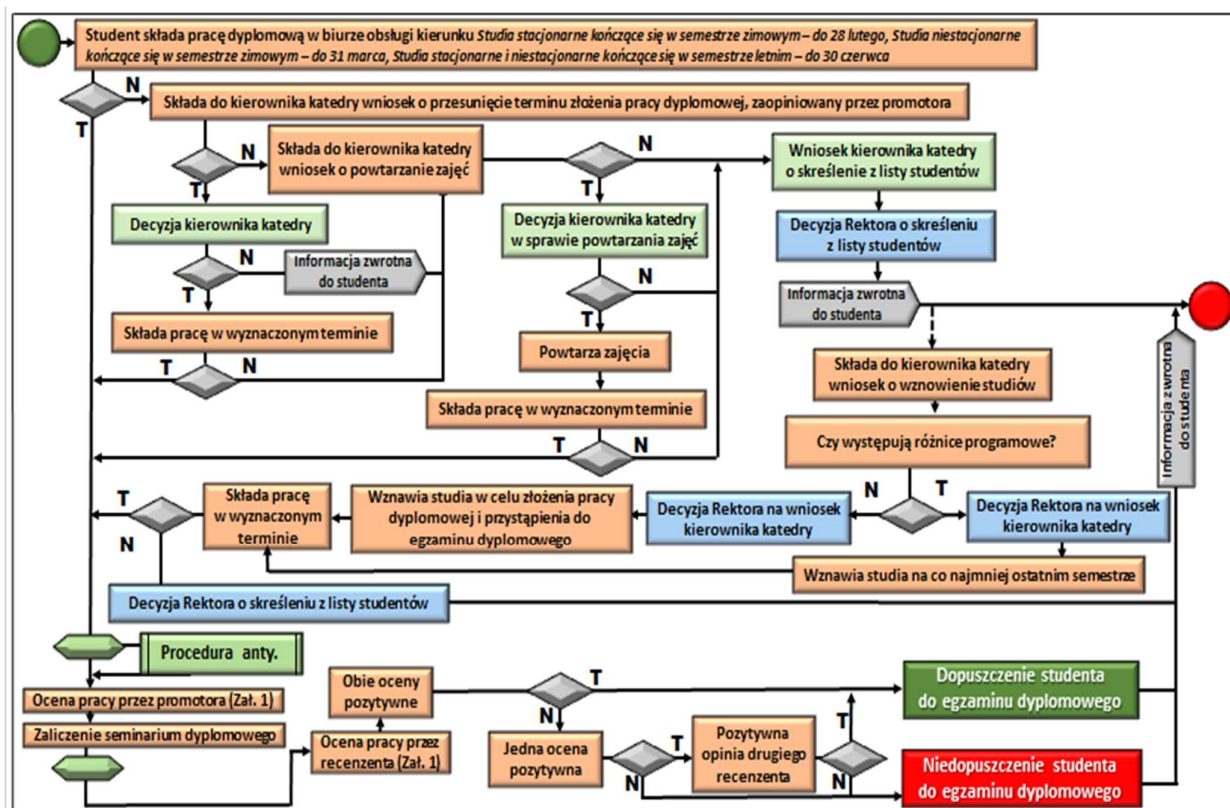 Student składa pracę dyplomową w biurze obsługi kierunku Studia stacjonarne kończące się w semestrze zimowym – do 28 lutego, Studia niestacjonarne
kończące się w semestrze zimowym – do 31 marca, Studia stacjonarne i niestacjonarne kończące się w semestrze letnim – do 30 czerwca
N
T
Składa do kierownika katedry wniosek o przesunięcie terminu złożenia pracy dyplomowej, zaopiniowany przez promotora
N
T
Składa do kierownika katedry
wniosek o powtarzanie zajęć
N
T
Wniosek kierownika katedry
o skreślenie z listy studentów
Decyzja kierownika katedry
Decyzja kierownika katedry
w sprawie powtarzania zajęć
Decyzja Rektora o skreśleniu
z listy studentów
N
T
Informacja zwrotna
do studenta
N
T
Informacja zwrotna
do studenta
Składa pracę w wyznaczonym terminie
T
N
Powtarza zajęcia
Składa do kierownika katedry
wniosek o wznowienie studiów
Informacja zwrotna
do studenta
Składa pracę w wyznaczonym terminie
T
N
Czy występują różnice programowe?
N
T
T
N
Składa pracę
w wyznaczonym
terminie
Wznawia studia w celu złożenia pracy
dyplomowej i przystąpienia do
egzaminu dyplomowego
Decyzja Rektora na wniosek
kierownika katedry
Decyzja Rektora na wniosek
kierownika katedry
Wznawia studia na co najmniej ostatnim semestrze
Decyzja Rektora o skreśleniu z listy studentów
Procedura anty.
Ocena pracy przez promotora (Zał. 1)
Zaliczenie seminarium dyplomowego
Obie oceny
pozytywne
Ocena pracy przez
recenzenta (Zał. 1)
T
N
Jedna ocena
pozytywna
T
N
Pozytywna
opinia drugiego
recenzenta
T
N
Dopuszczenie studenta
do egzaminu dyplomowego
Niedopuszczenie studenta
do egzaminu dyplomowego